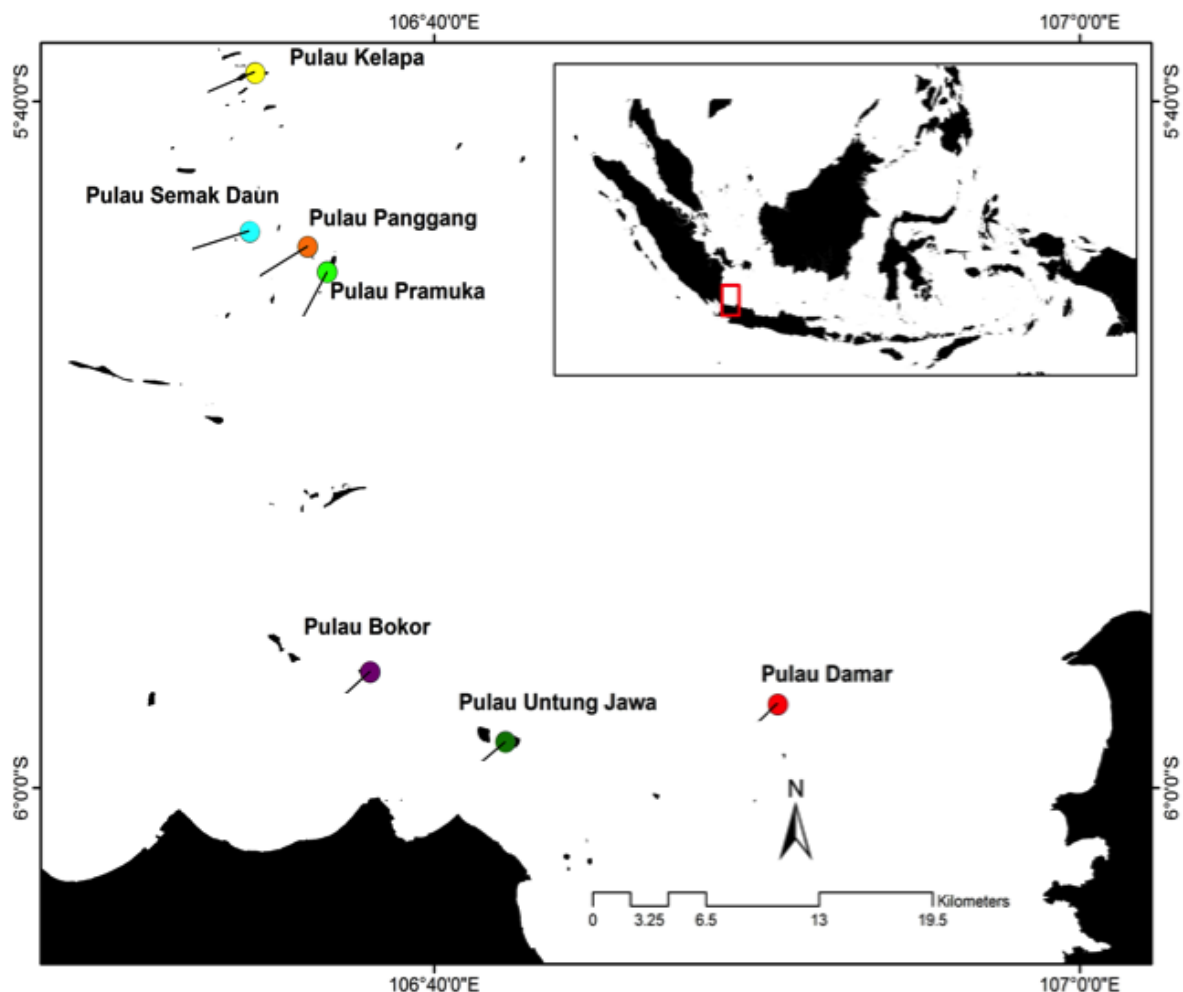 106°40'0"E
107°0'0"E
Pulau Kelapa
5°40'0"S
5°40'0"S
Pulau Semak Daun
Pulau Panggang
Pulau Pramuka
Pulau Bokor
Pulau Damar
Pulau Untung Jawa
6°0'0"S
6°0'0"S
N
Kilometers
0 3.25 6.5 13 19.5
106°40'0"E
107°0'0"E